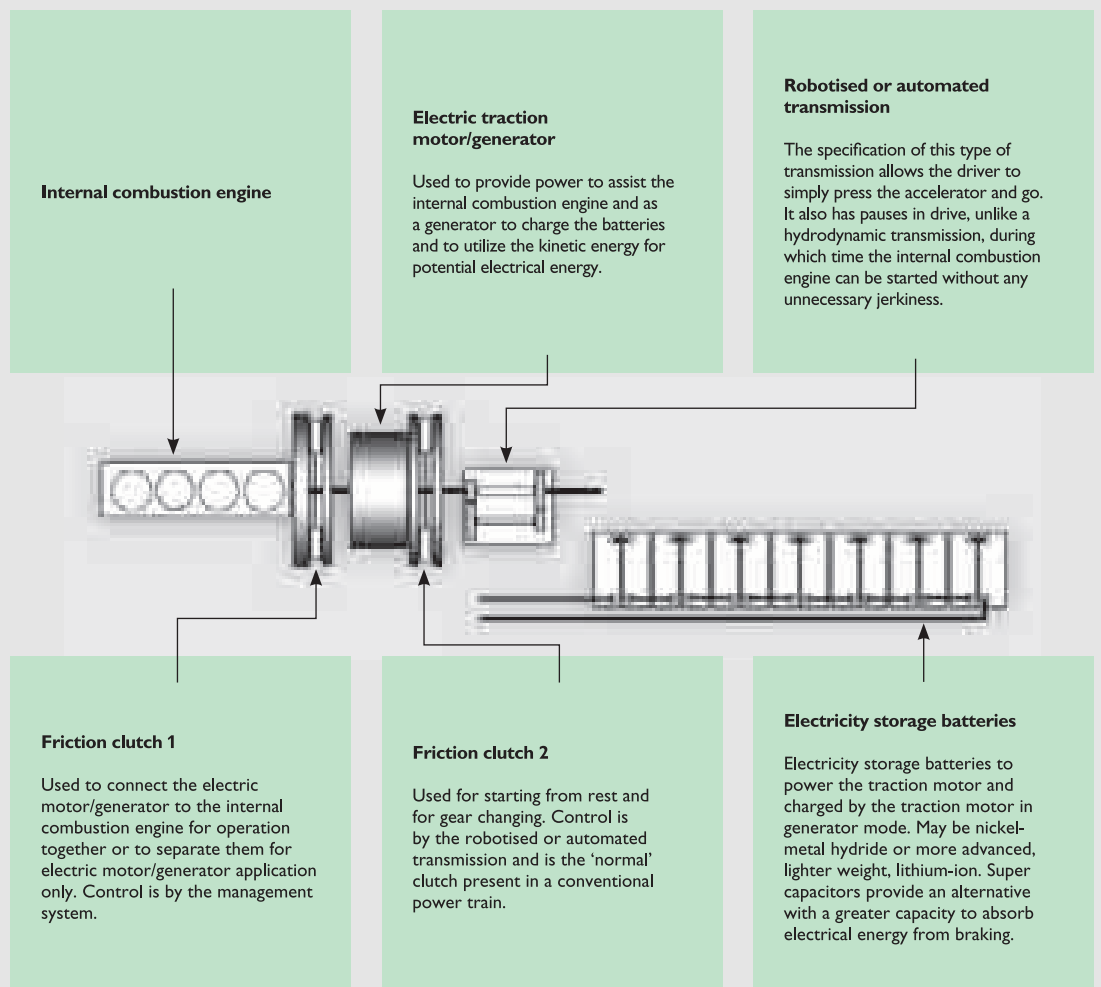 Internal combustion engine
Electric traction
motor/generator
Used to provide power to assist the
internal combustion engine and as
a generator to charge the batteries
and to utilize the kinetic energy for
potential electrical energy.
Robotised or automated
transmission
The specification of this type of
transmission allows the driver to
simply press the accelerator and go.
It also has pauses in drive, unlike a
hydrodynamic transmission, during
which time the internal combustion
engine can be started without any
unnecessary jerkiness.
Friction clutch 1
Used to connect the electric
motor/generator to the internal
combustion engine for operation
together or to separate them for
electric motor/generator application
only. Control is by the management
system.
Friction clutch 2
Used for starting from rest and
for gear changing. Control is
by the robotised or automated
transmission and is the ‘normal’
clutch present in a conventional
power train.
Electricity storage batteries
Electricity storage batteries to
power the traction motor and
charged by the traction motor in
generator mode. May be nickel-
metal hydride or more advanced,
lighter weight, lithium-ion. Super
capacitors provide an alternative
with a greater capacity to absorb
electrical energy from braking.